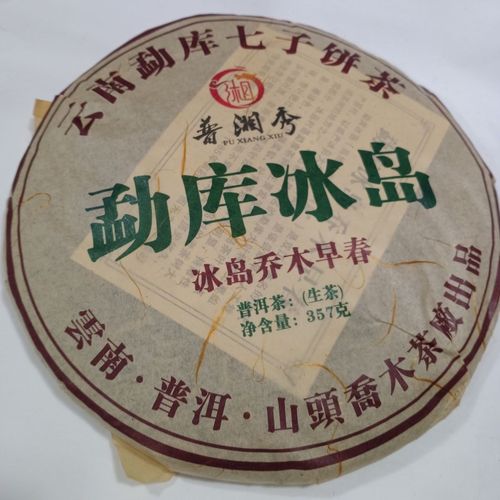 云南勐库七子饼茶
湘
普湘秀
PU XIANG XIU
勐库冰岛
冰岛乔木早春
普洱茶：(生茶)
净含量：357克
雲南·普洱·山頭喬木茶廠出品